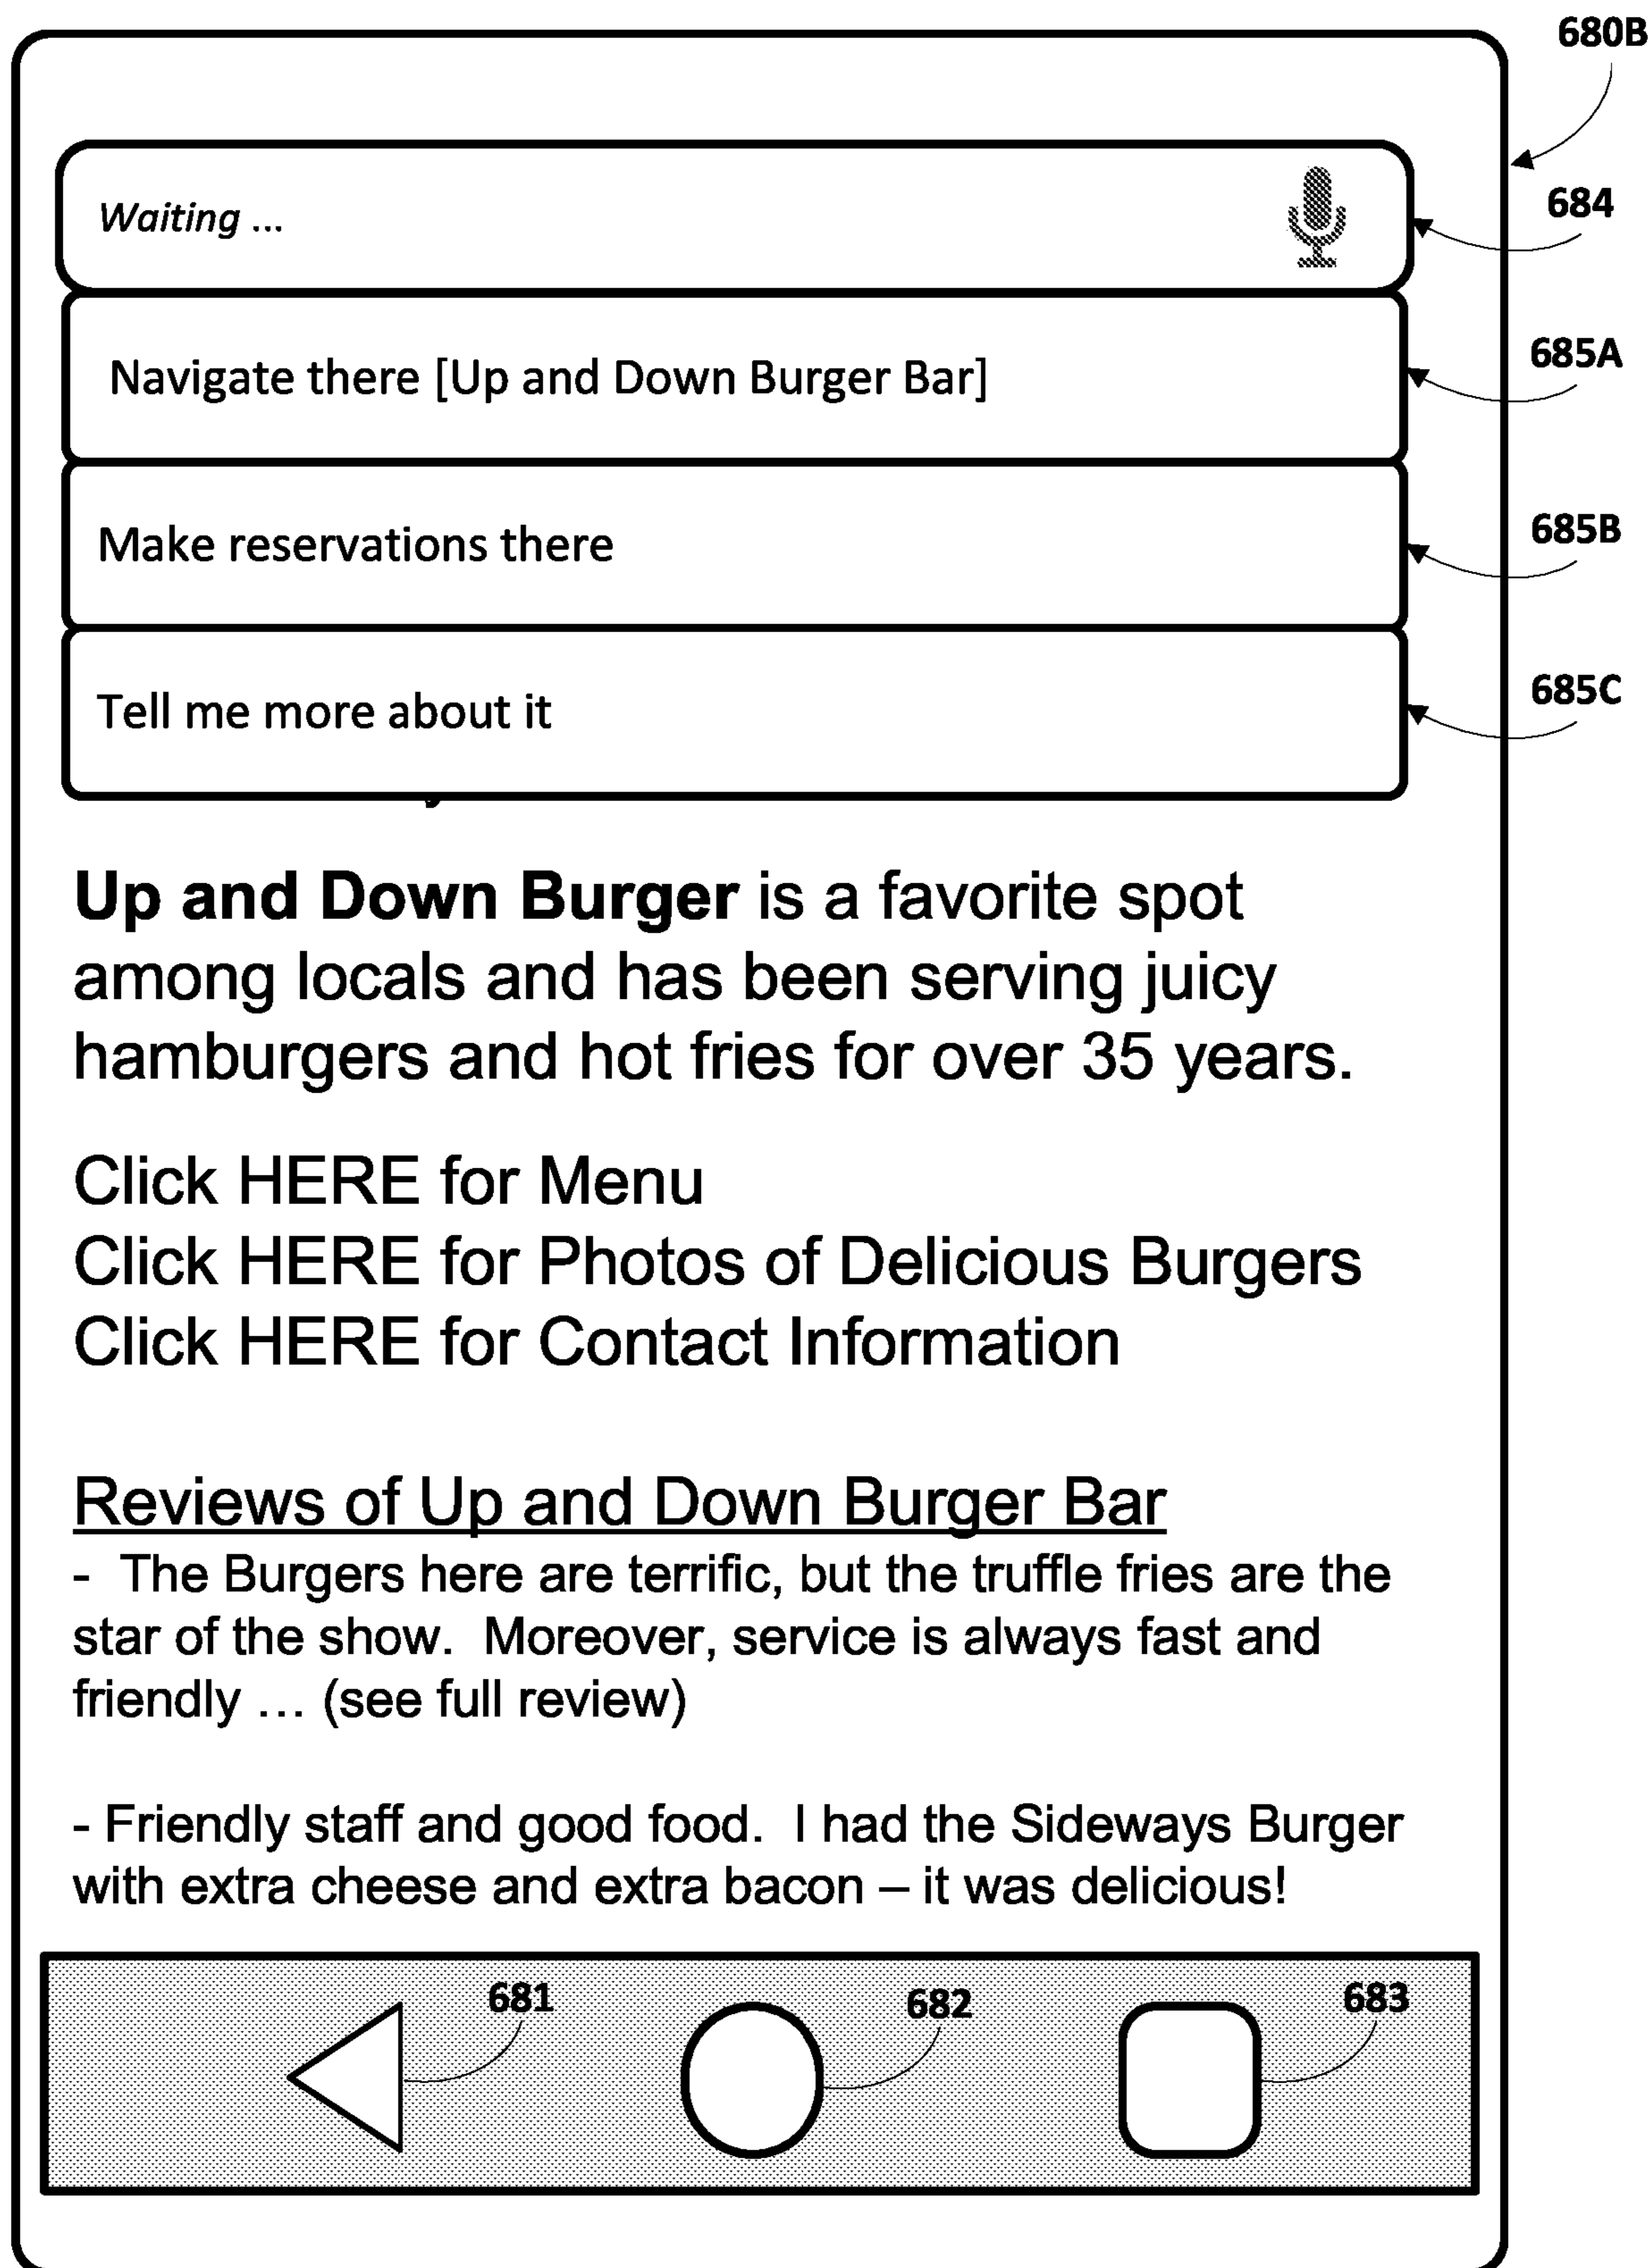 680B
Waiting ...
684
Navigate there [Up and Down Burger Bar]
685A
Make reservations there
685B
Tell me more about it
685C
Up and Down Burger is a favorite spot
among locals and has been serving juicy
hamburgers and hot fries for over 35 years.
Click HERE for Menu
Click HERE for Photos of Delicious Burgers
Click HERE for Contact Information
Reviews of Up and Down Burger Bar
- The Burgers here are terrific, but the truffle fries are the
star of the show. Moreover, service is always fast and
friendly … (see full review)
- Friendly staff and good food. I had the Sideways Burger
with extra cheese and extra bacon – it was delicious!
681
682
683